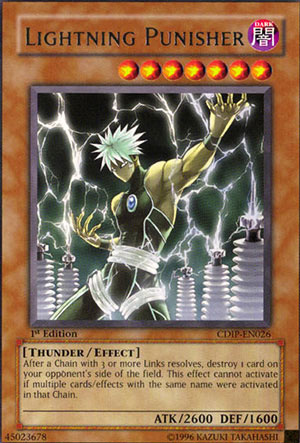 LIGHTNING PUNISHER
DARK
闇
1st Edition
CDIP-EN026
[THUNDER / EFFECT]
After a Chain with 3 or more Links resolves, destroy 1 card on
your opponent's side of the field. This effect cannot activate
if multiple cards/effects with the same name were activated
in that Chain.
ATK/2600 DEF/1600
45023678
©1996 KAZUKI TAKAHASHI